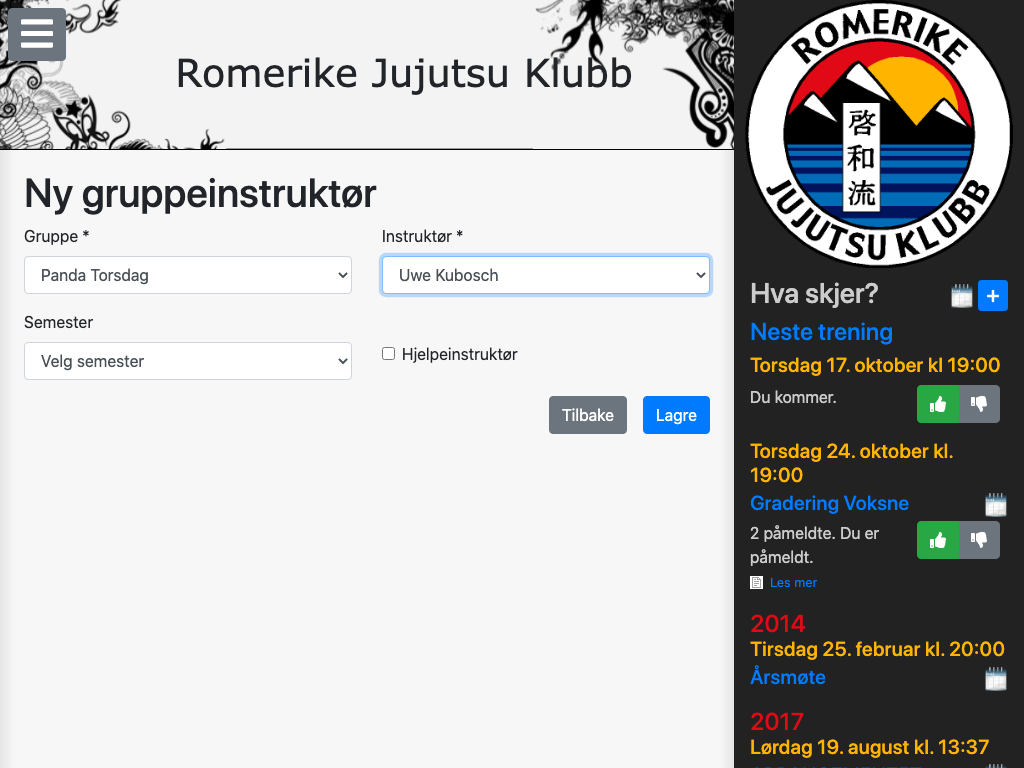 Romerike Jujutsu Klubb
Ny gruppeinstruktør
Gruppe *
Instruktør *
Panda Torsdag
Uwe Kubosch
Semester
Velg semester
Hjelpeinstruktør
Tilbake
Lagre
ROMERIKE
啓和流
JUJUTSU KLUBB
Hva skjer?
Neste trening
Torsdag 17. oktober kl 19:00
Du kommer.
Torsdag 24. oktober kl.
19:00
Gradering Voksne
2 påmeldte. Du er
påmeldt.
Les mer
2014
Tirsdag 25. februar kl. 20:00
Årsmøte
2017
Lørdag 19. august kl. 13:37